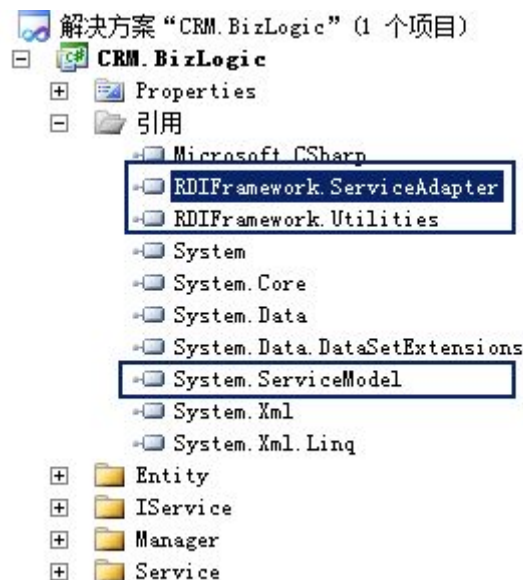 解决方案“CRM.BizLogic”(1 个项目)
CRM.BizLogic
Properties
引用
Microsoft.CSharp
RDIFramework.ServiceAdapter
RDIFramework.Utilities
System
System.Core
System.Data
System.Data.DataSetExtensions
System.ServiceModel
System.Xml
System.Xml.Linq
Entity
IService
Manager
Service